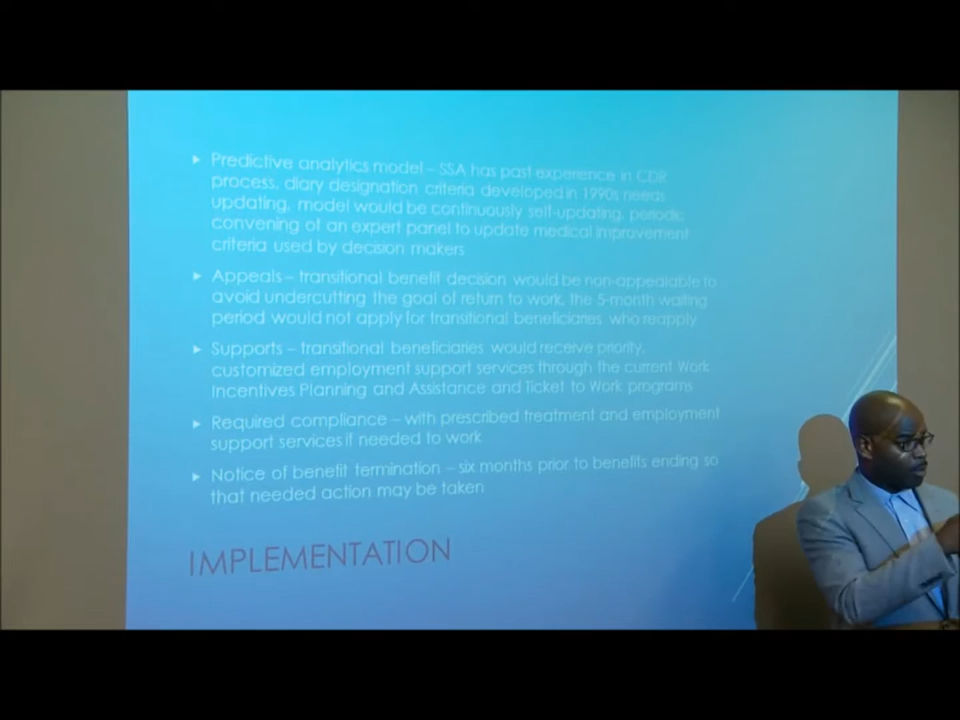 ▸ Predictive analytics model – SSA has past experience in CDR
process, diary designation criteria developed in 1990s needs
updating, model would be continuously self-updating, periodic
convening of an expert panel to update medical improvement
criteria used by decision makers
▸ Appeals – transitional benefit decision would be non-appealable to
avoid undercutting the goal of return to work, the 5-month waiting
period would not apply for transitional beneficiaries who reapply
▸ Supports – transitional beneficiaries would receive priority,
customized employment support services through the current Work
Incentives Planning and Assistance and Ticket to Work programs
▸ Required compliance – with prescribed treatment and employment
support services if needed to work
▸ Notice of benefit termination – six months prior to benefits ending so
that needed action may be taken
IMPLEMENTATION